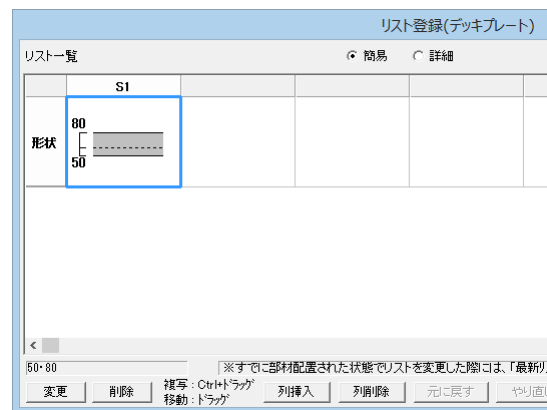 リスト登録(デッキプレート)
リスト一覧 簡易 詳細
S1
形状 80
50
50・80 ※すでに部材配置された状態でリストを変更した際には、「最新リ
変更 削除 複写：Ctrl+ドラッグ 列挿入 列削除 元に戻す やり直
移動：ドラッグ